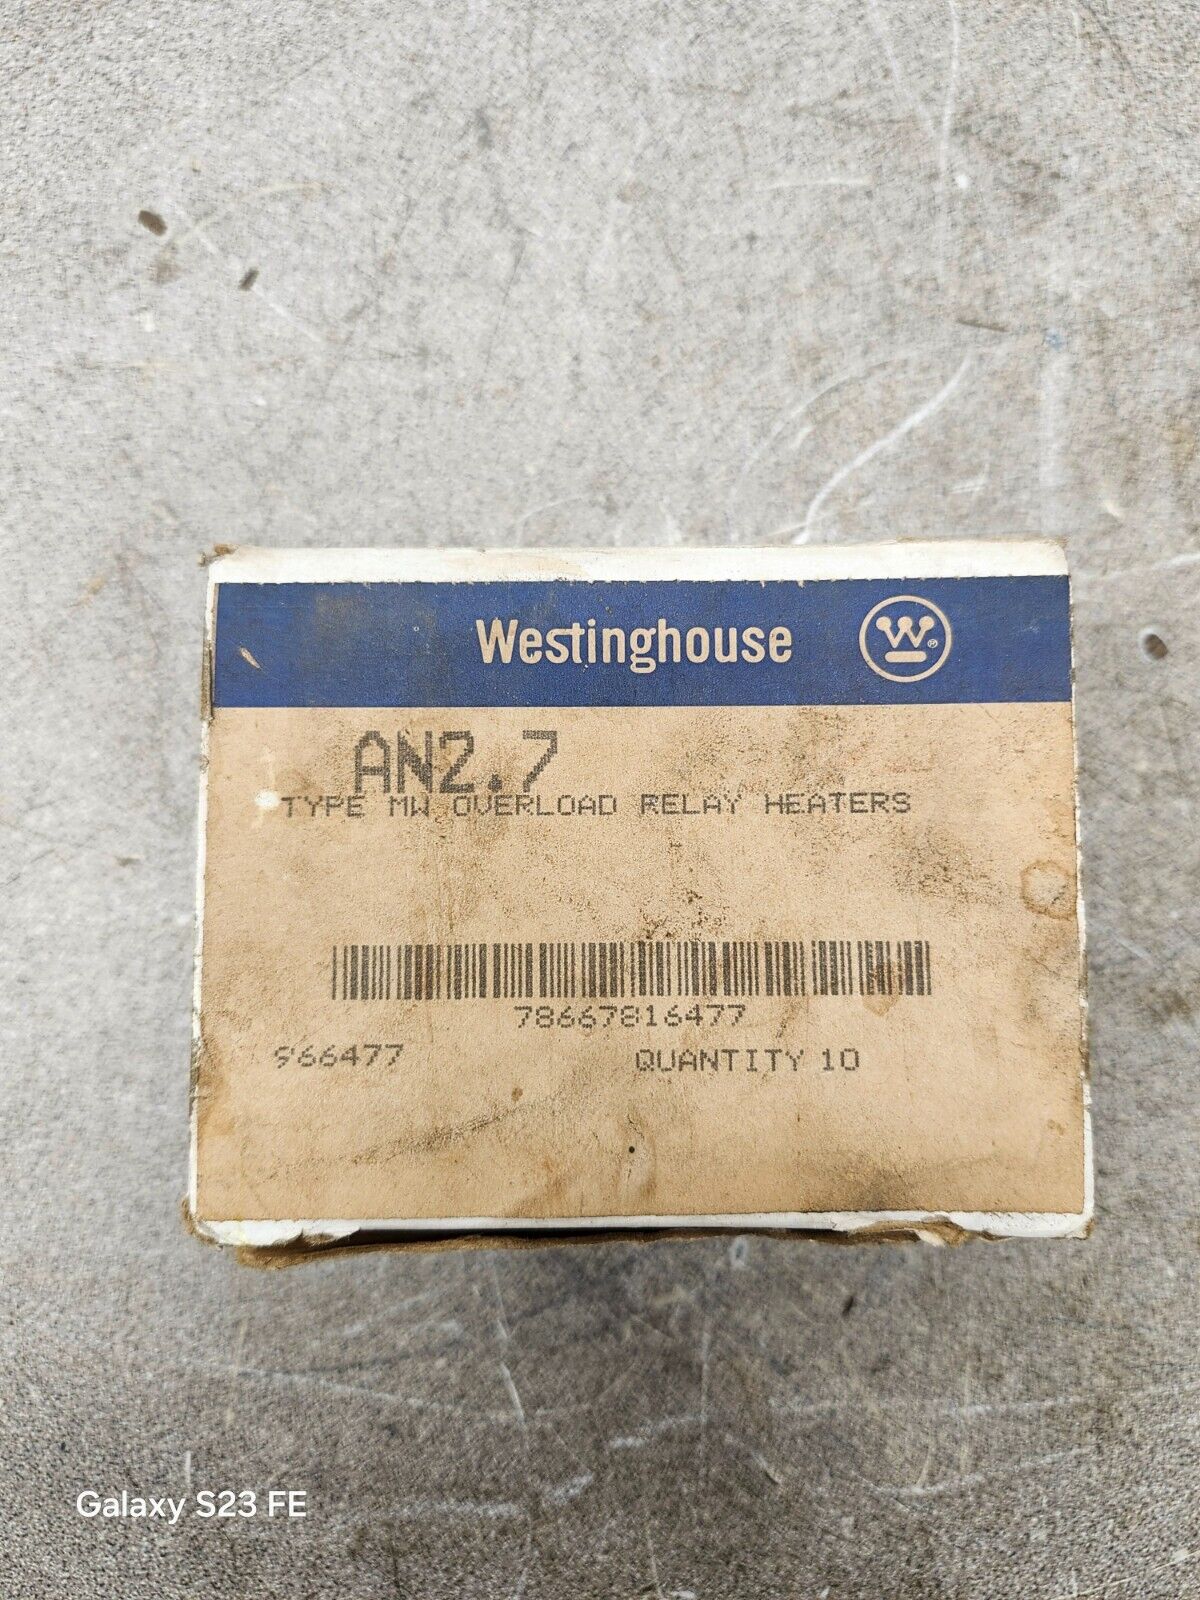 Westinghouse
W
®
AN2.7
TYPE MW OVERLOAD RELAY HEATERS
78667816477
966477
QUANTITY 10
Galaxy S23 FE